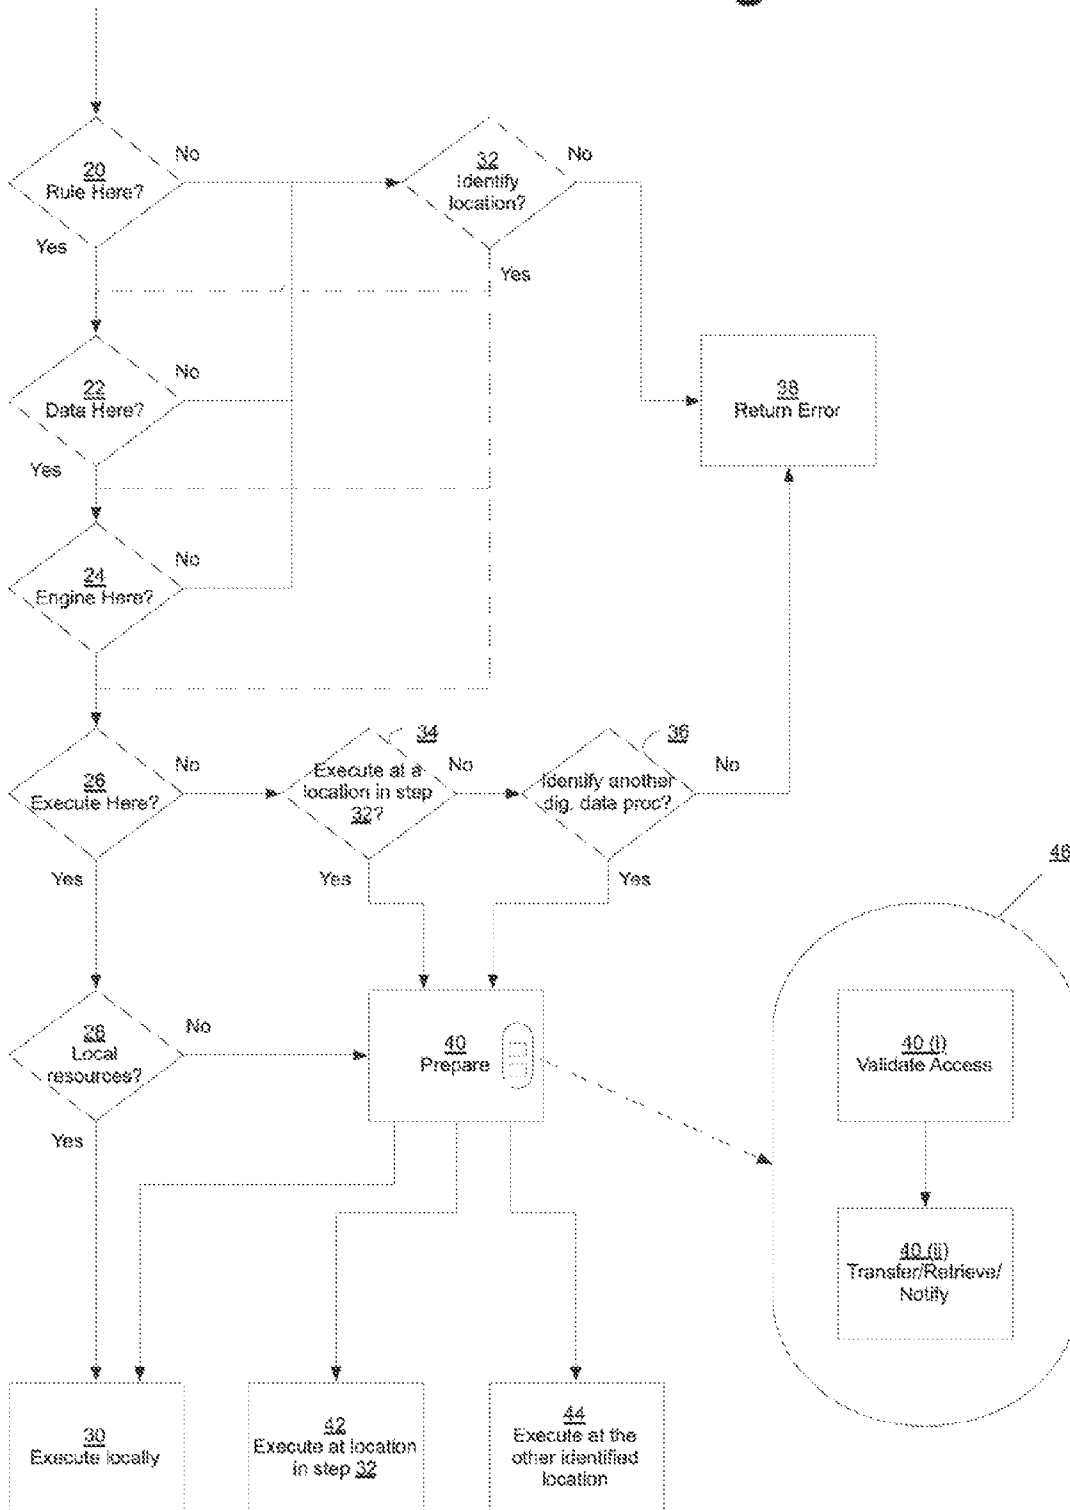 20
Rule Here?
No
Yes
32
Identify
location?
No
Yes
22
Data Here?
No
Yes
38
Return Error
24
Engine Here?
No
26
Execute Here?
No
Yes
34
Execute at a
location in step
32?
No
Yes
36
Identify another
dig. data proc?
No
Yes
46
28
Local
resources?
No
Yes
40
Prepare
40 (i)
Validate Access
40 (ii)
Transfer/Retrieve/
Notify
30
Execute locally
42
Execute at location
in step 32
44
Execute at the
other identified
location